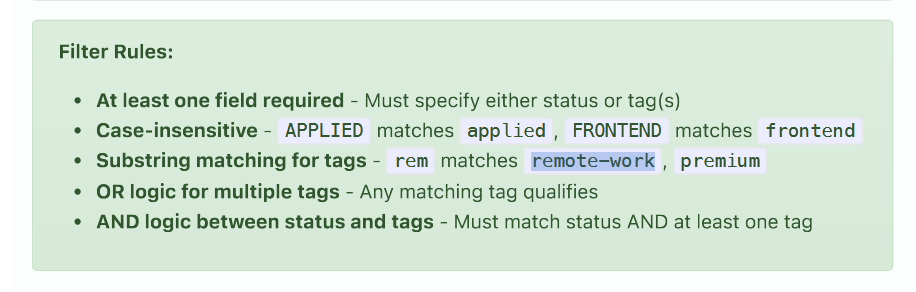 Filter Rules:
• At least one field required - Must specify either status or tag(s)
• Case-insensitive - APPLIED matches applied, FRONTEND matches frontend
• Substring matching for tags - rem matches remote-work, premium
• OR logic for multiple tags - Any matching tag qualifies
• AND logic between status and tags - Must match status AND at least one tag